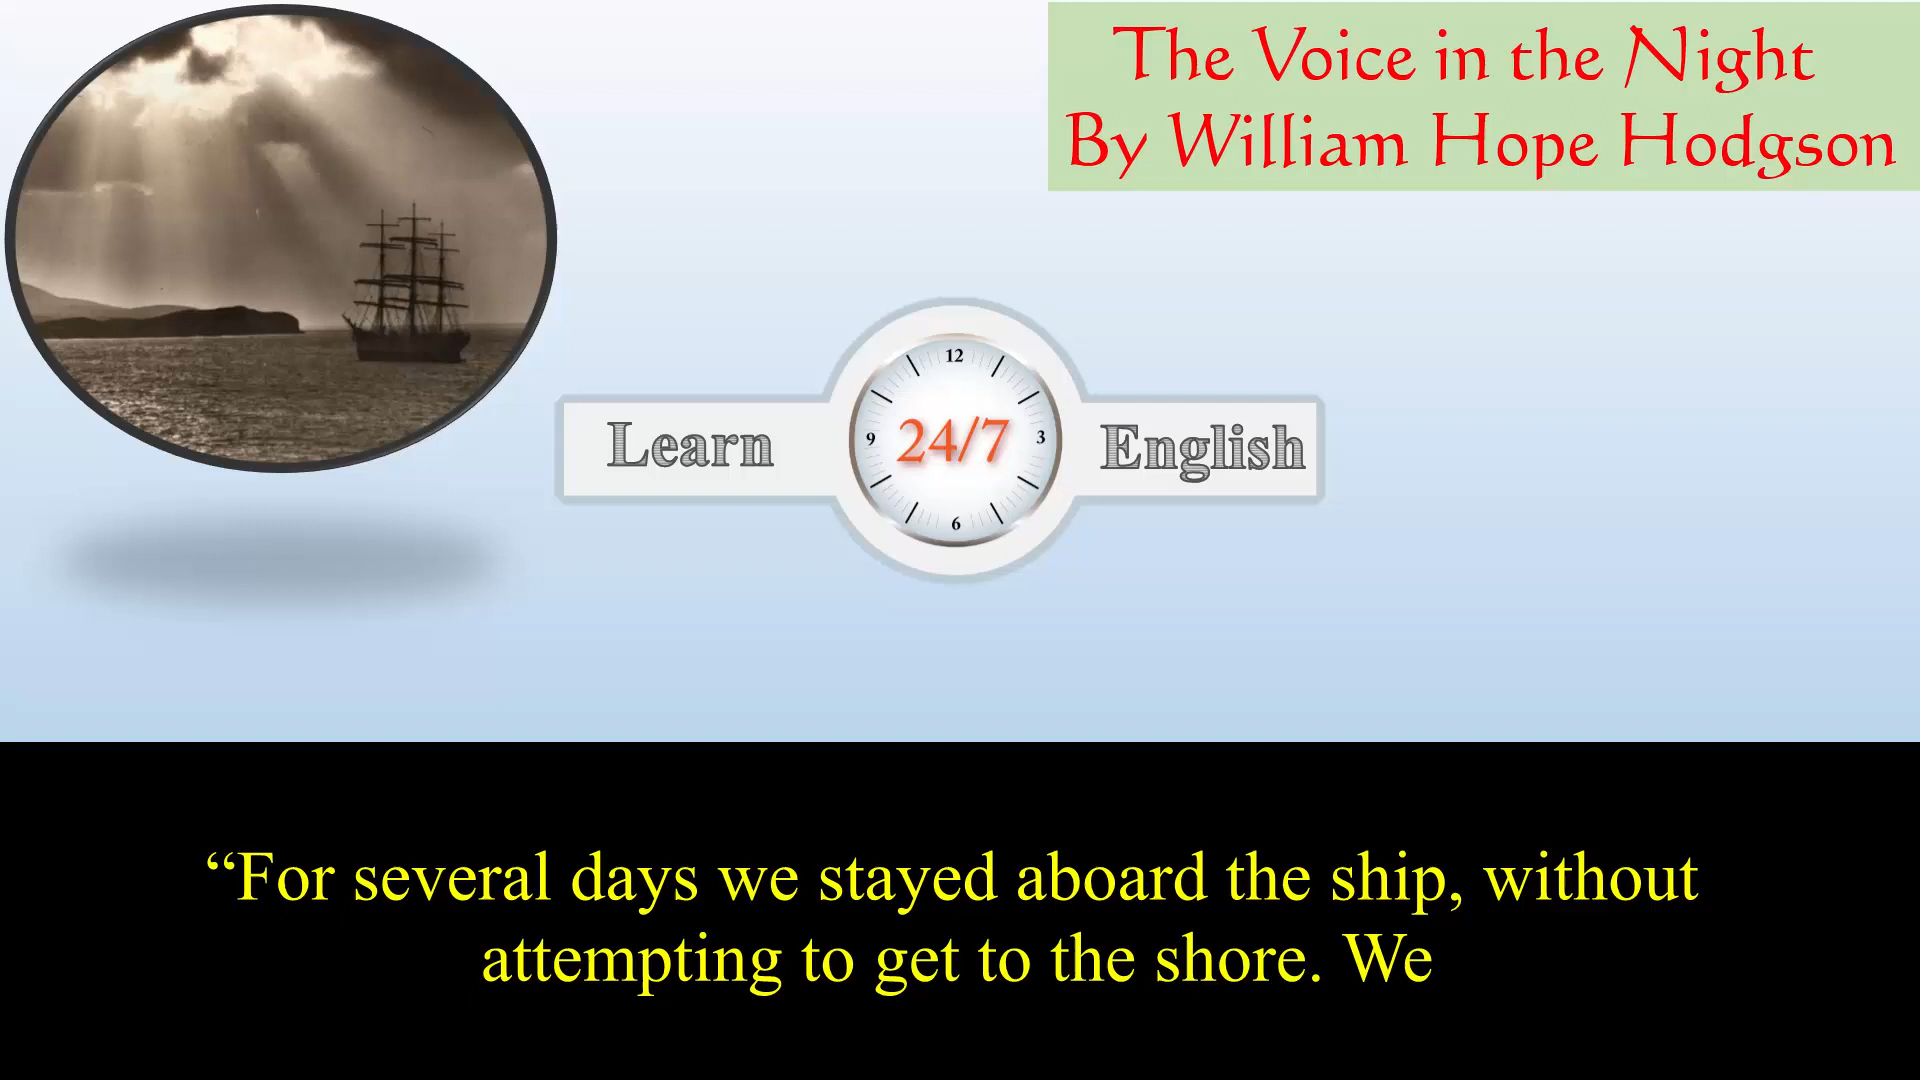 The Voice in the Night
By William Hope Hodgson
12
Learn
9
24/7
3
English
6
“For several days we stayed aboard the ship, without
attempting to get to the shore. We